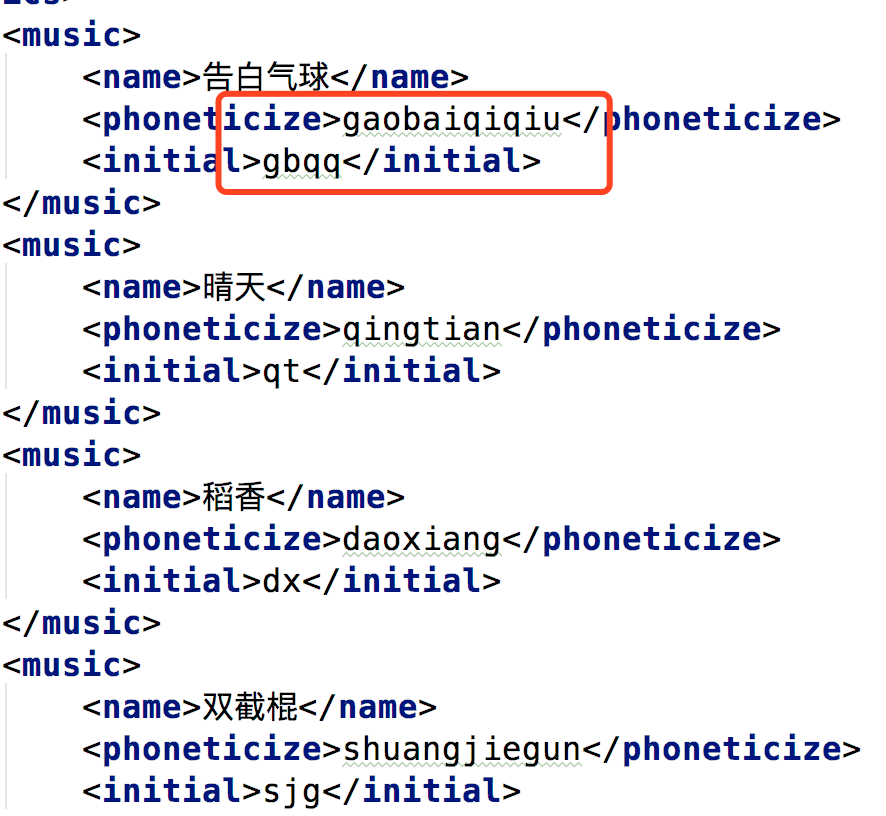 <music>
<name>告白气球</name>
<phoneticize>gaobaiqiqiu</phoneticize>
<initial>gbqq</initial>
</music>
<music>
<name>晴天</name>
<phoneticize>qingtian</phoneticize>
<initial>qt</initial>
</music>
<music>
<name>稻香</name>
<phoneticize>daoxiang</phoneticize>
<initial>dx</initial>
</music>
<music>
<name>双截棍</name>
<phoneticize>shuangjiegun</phoneticize>
<initial>sjg</initial>